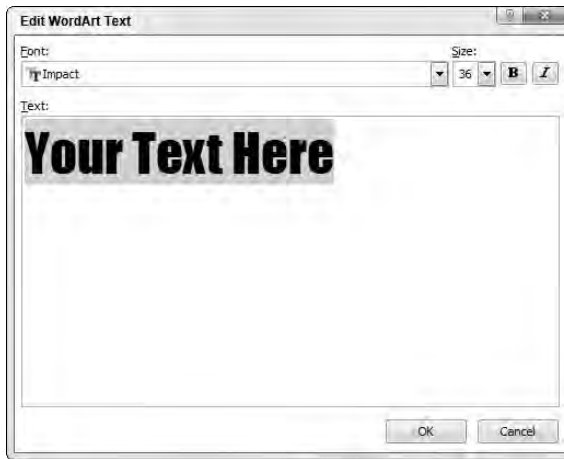 Edit WordArt Text
Font: Size:
Impact 36 B I
Text:
Your Text Here
OK Cancel